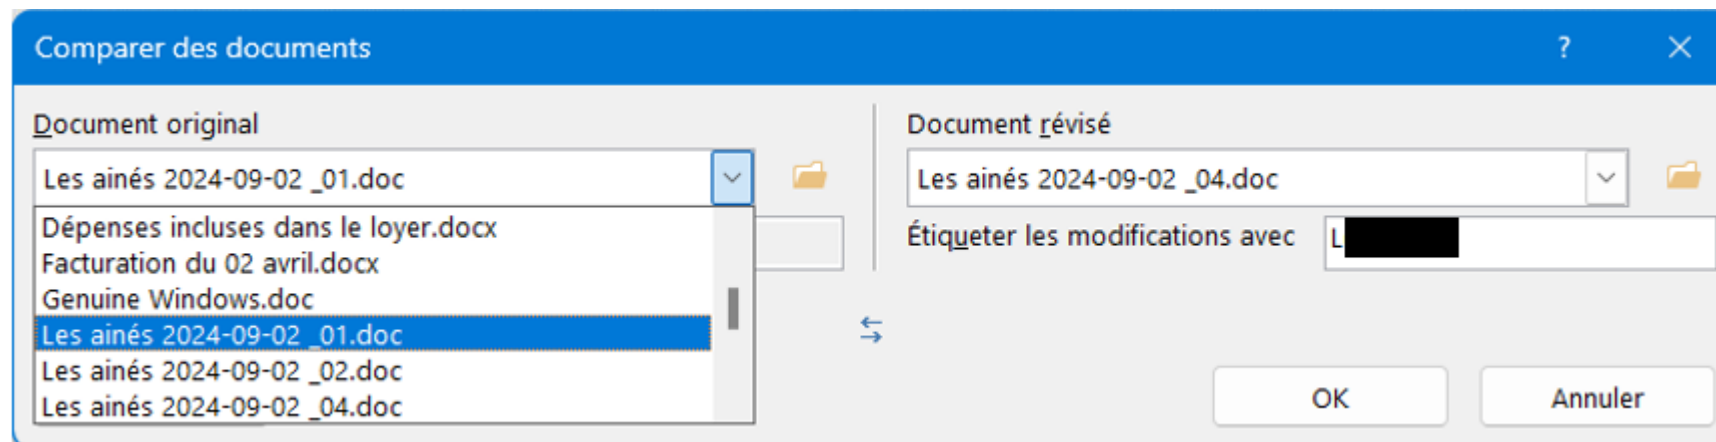 Comparer des documents
?
Document original
Les ainés 2024-09-02 _01.doc
Dépenses incluses dans le loyer.docx
Facturation du 02 avril.docx
Genuine Windows.doc
Les ainés 2024-09-02 _01.doc
Les ainés 2024-09-02 _02.doc
Les ainés 2024-09-02 _04.doc
Document révisé
Les ainés 2024-09-02 _04.doc
Étiqueter les modifications avec
L
OK
Annuler